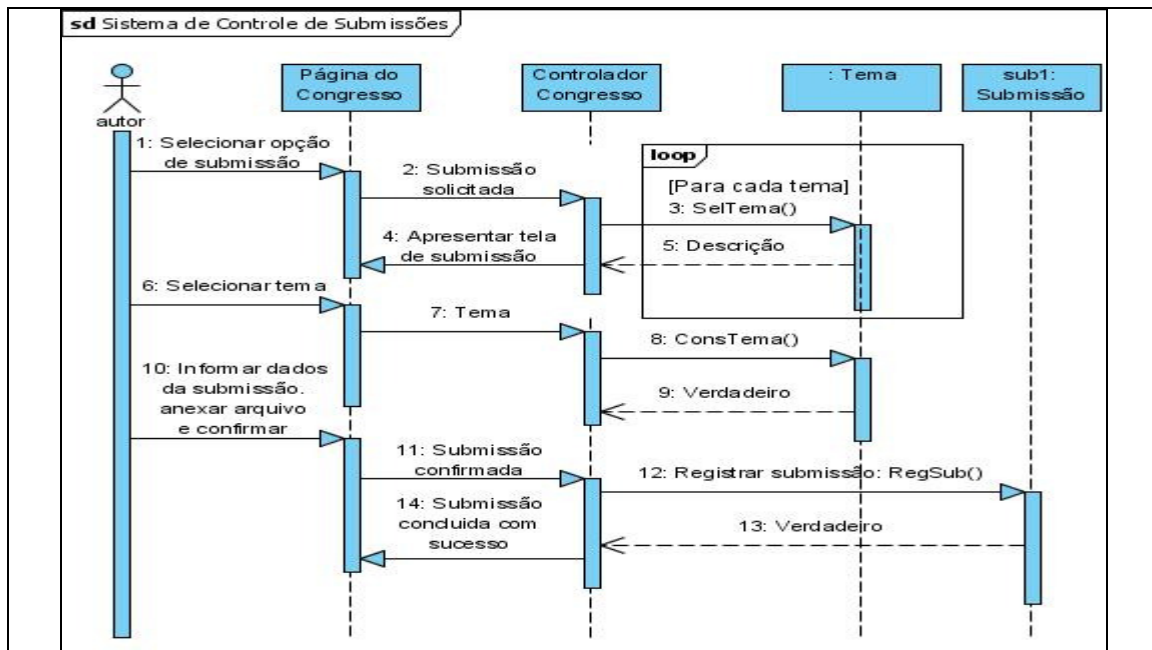 sd Sistema de Controle de Submissões
Página do
Congresso
Controlador
Congresso
: Tema
sub1:
Submissão
autor
1: Selecionar opção
de submissão
2: Submissão
solicitada
loop
[Para cada tema]
3: SelTema()
4: Apresentar tela
de submissão
5: Descrição
6: Selecionar tema
7: Tema
8: ConsTema()
9: Verdadeiro
10: Informar dados
da submissão.
anexar arquivo
e confirmar
11: Submissão
confirmada
12: Registrar submissão: RegSub()
13: Verdadeiro
14: Submissão
concluida com
sucesso